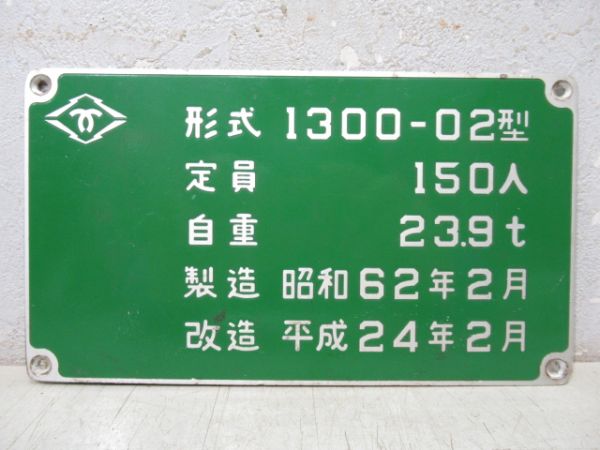 形式 1300-02型
定員 150人
自重 23.9t
製造 昭和62年2月
改造 平成24年2月